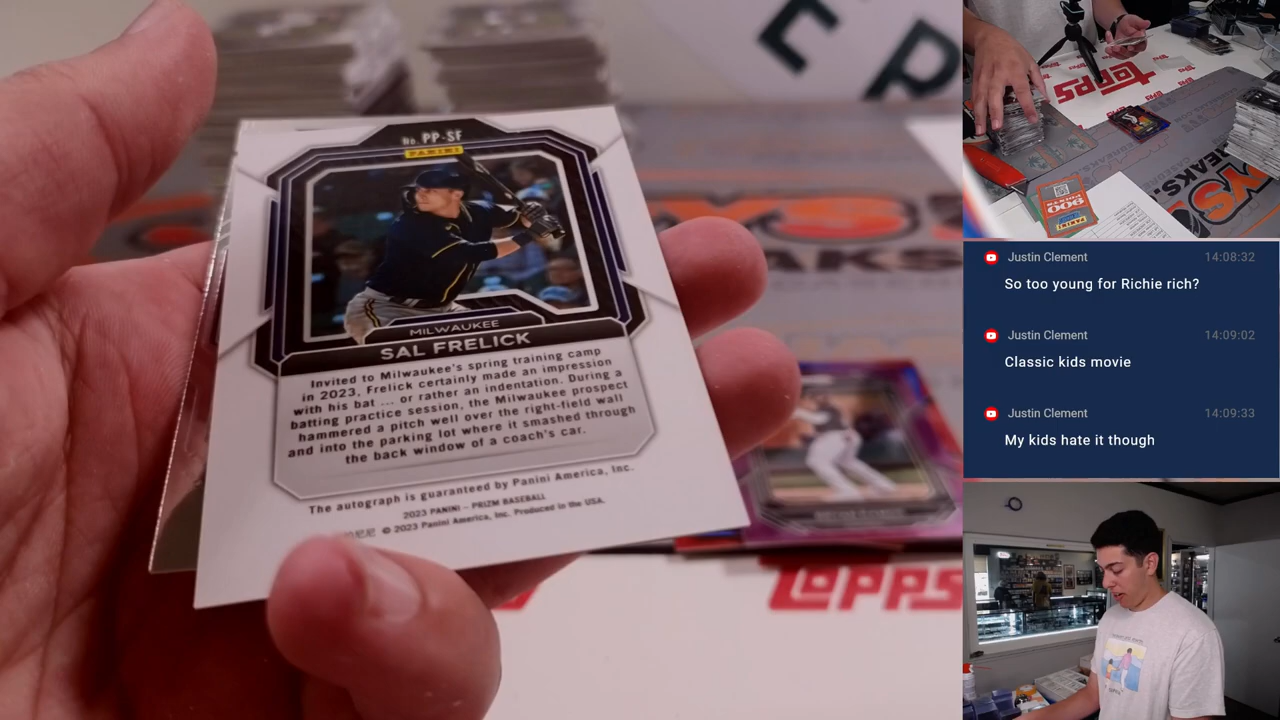 No. PP-SF
PANINI
MILWAUKEE
SAL FRELICK
Invited to Milwaukee's spring training camp
in 2023, Frelick certainly made an impression
with his bat ... or rather an indentation. During a
batting practice session, the Milwaukee prospect
hammered a pitch well over the right-field wall
and into the parking lot where it smashed through
the back window of a coach's car.
The autograph is guaranteed by Panini America, Inc.
2023 PANINI – PRIZM BASEBALL
© 2023 Panini America, Inc. Produced in the USA.
topps
topps
900
POINTS
PANINI
Justin Clement 14:08:32
So too young for Richie rich?
Justin Clement 14:09:02
Classic kids movie
Justin Clement 14:09:33
My kids hate it though